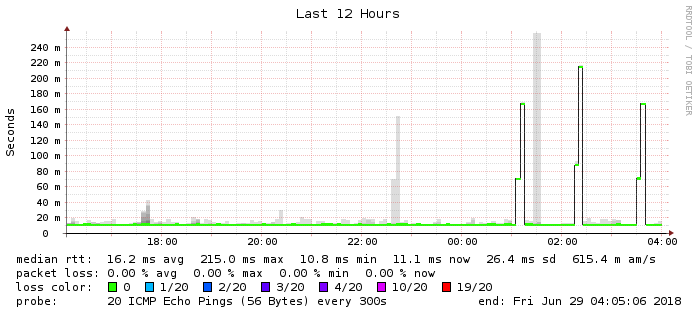 Last 12 Hours
RRDTOOL / TOBI OETIKER
Seconds
240 m
220 m
200 m
180 m
160 m
140 m
120 m
100 m
80 m
60 m
40 m
20 m
0
18:00 20:00 22:00 00:00 02:00 04:00
median rtt: 16.2 ms avg 215.0 ms max 10.8 ms min 11.1 ms now 26.4 ms sd 615.4 m am/s
packet loss: 0.00 % avg 0.00 % max 0.00 % min 0.00 % now
loss color: 0 1/20 2/20 3/20 4/20 10/20 19/20
probe: 20 ICMP Echo Pings (56 Bytes) every 300s end: Fri Jun 29 04:05:06 2018